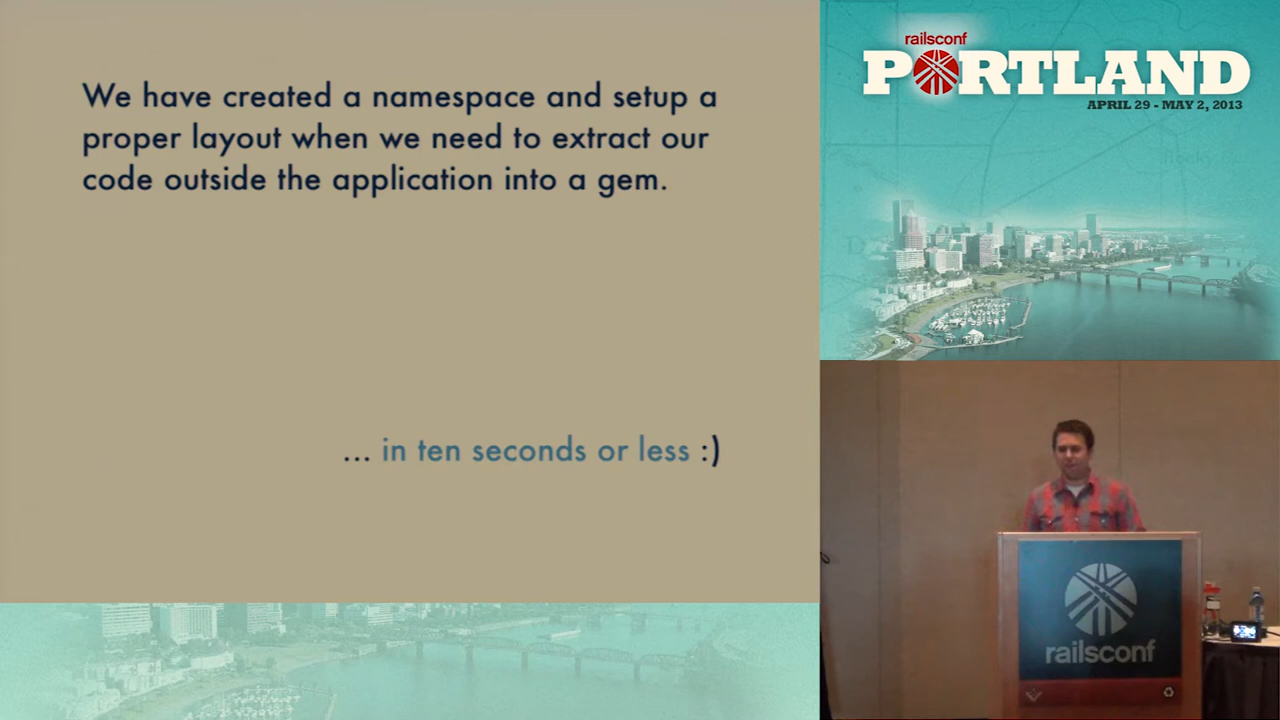 We have created a namespace and setup a
proper layout when we need to extract our
code outside the application into a gem.
... in ten seconds or less :)
railsconf
PORTLAND
APRIL 29 - MAY 2, 2013
railsconf